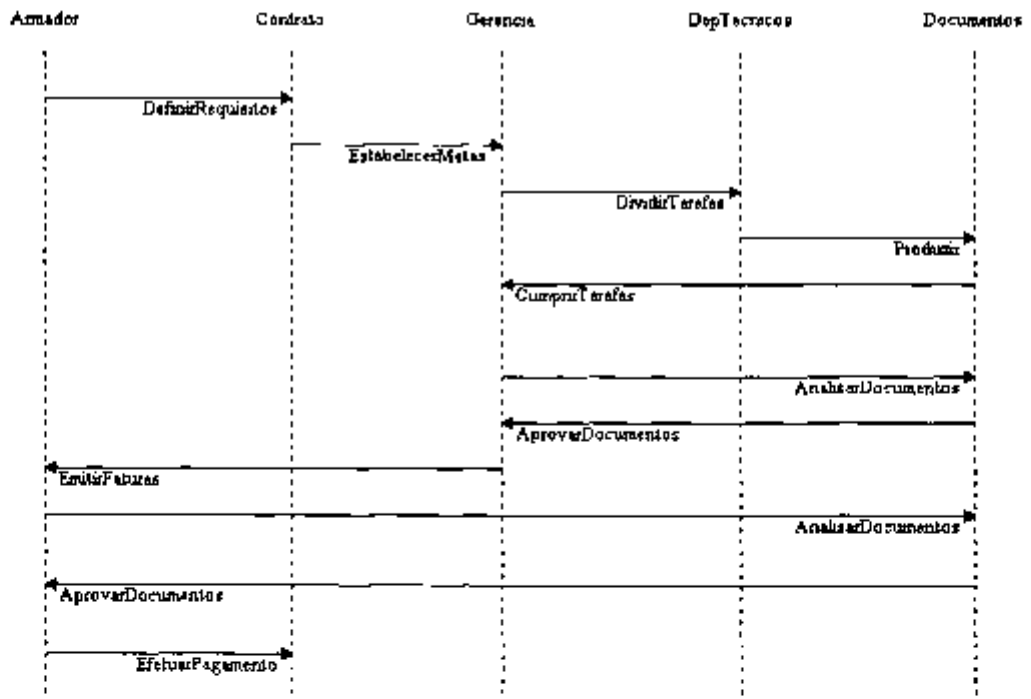 Armador Contrato Gerencia DepTecnicos Documentos
DefinirRequisitos
EstabelecerMetas
DividirTarefas
Produzir
CumprirTarefas
AnalisarDocumentos
AprovarDocumentos
EmitirFaturas
AnalisarDocumentos
AprovarDocumentos
EfetuarPagamento